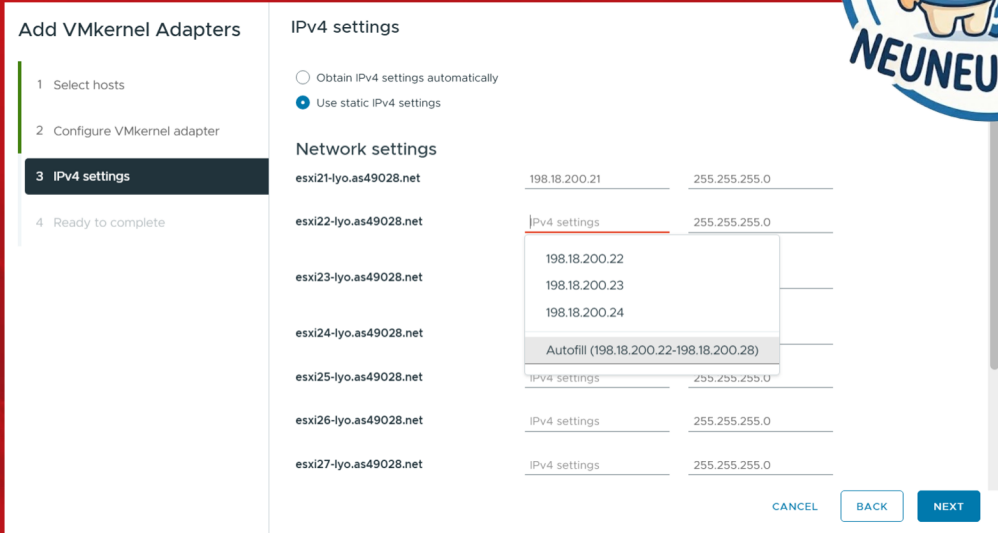 Add VMkernel Adapters
1 Select hosts
2 Configure VMkernel adapter
3 IPv4 settings
4 Ready to complete
IPv4 settings
Obtain IPv4 settings automatically
Use static IPv4 settings
Network settings
esxi21-lyo.as49028.net 198.18.200.21 255.255.255.0
esxi22-lyo.as49028.net IPv4 settings 255.255.255.0
198.18.200.22
esxi23-lyo.as49028.net 198.18.200.23
198.18.200.24
esxi24-lyo.as49028.net
Autofill (198.18.200.22-198.18.200.28)
esxi25-lyo.as49028.net IPv4 settings 255.255.255.0
esxi26-lyo.as49028.net IPv4 settings 255.255.255.0
esxi27-lyo.as49028.net IPv4 settings 255.255.255.0
CANCEL BACK NEXT
NEUNEU